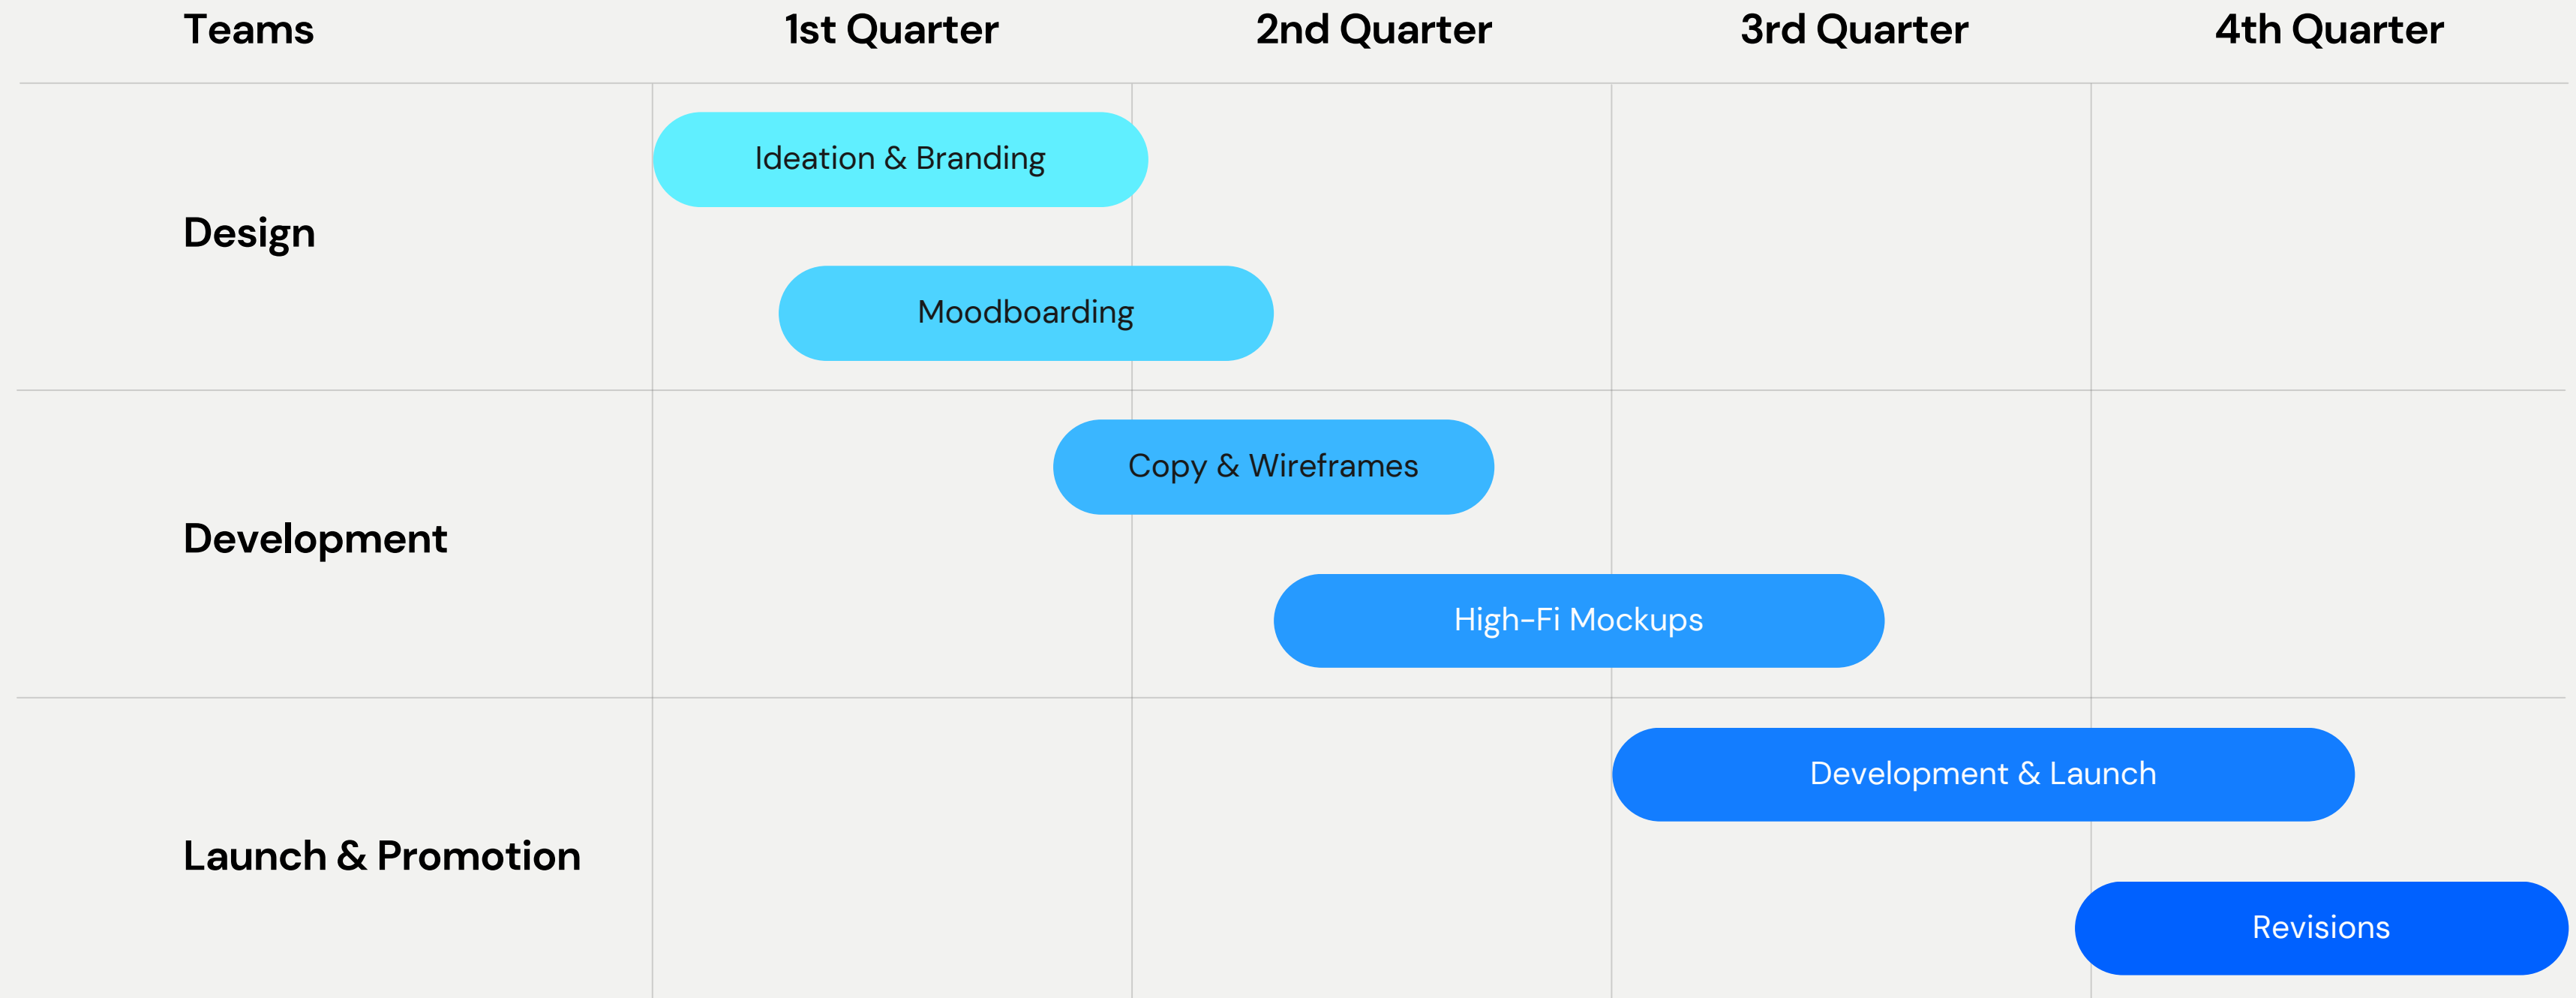 Teams
1st Quarter
2nd Quarter
3rd Quarter
4th Quarter
Design
Ideation & Branding
Moodboarding
Development
Copy & Wireframes
High-Fi Mockups
Launch & Promotion
Development & Launch
Revisions